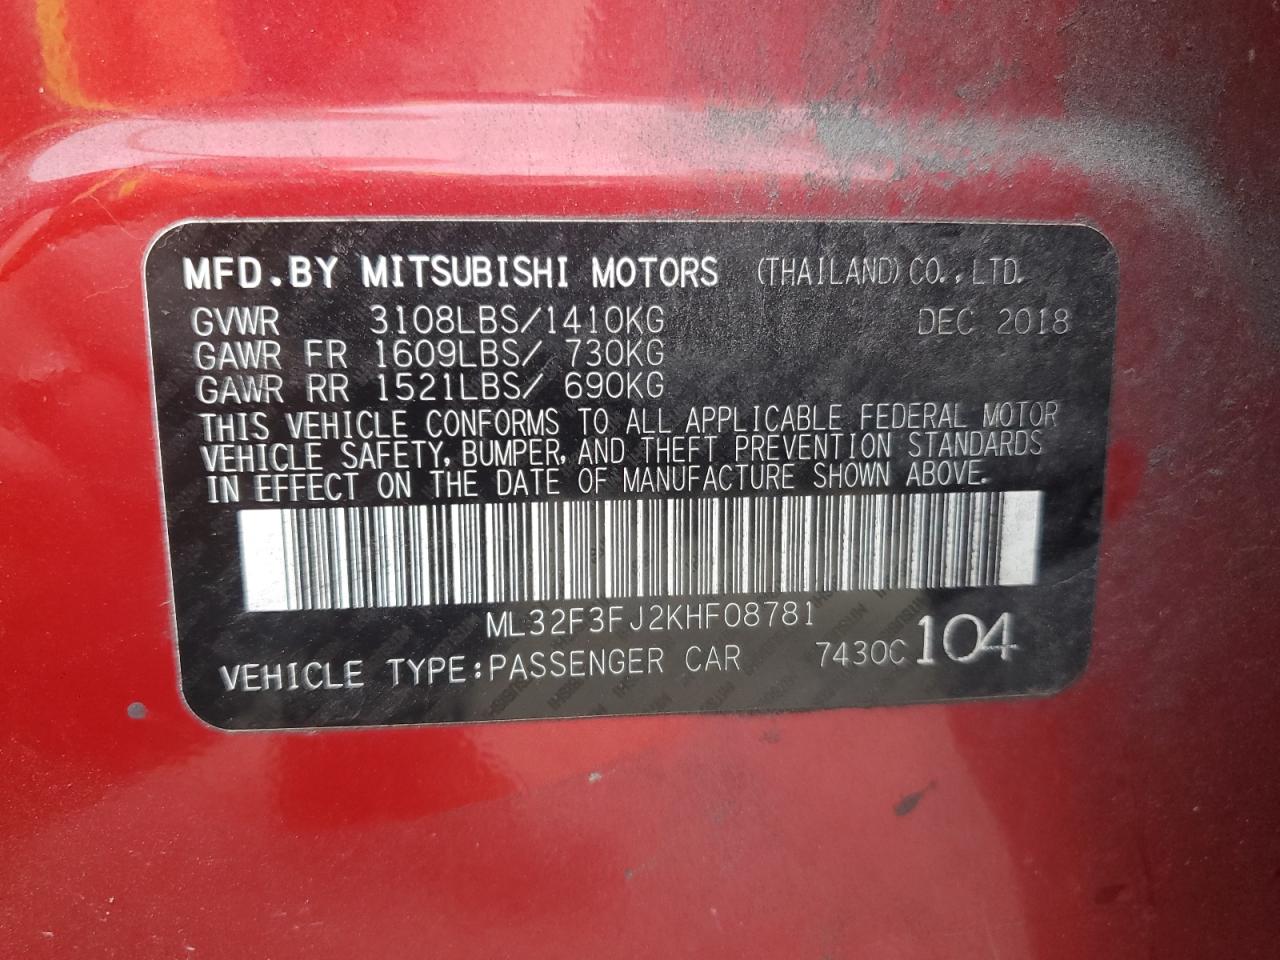 MFD.BY MITSUBISHI MOTORS (THAILAND) CO.,LTD.
GVWR 3108LBS/1410KG DEC 2018
GAWR FR 1609LBS/ 730KG
GAWR RR 1521LBS/ 690KG
THIS VEHICLE CONFORMS TO ALL APPLICABLE FEDERAL MOTOR
VEHICLE SAFETY, BUMPER, AND THEFT PREVENTION STANDARDS
IN EFFECT ON THE DATE OF MANUFACTURE SHOWN ABOVE.
ML32F3FJ2KHF08781
VEHICLE TYPE:PASSENGER CAR 7430C 104